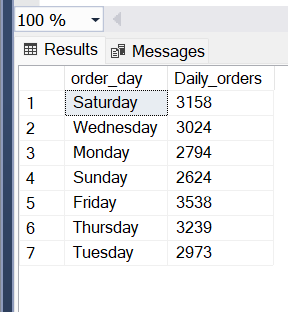 100 %
Results Messages
order_day Daily_orders
1 Saturday 3158
2 Wednesday 3024
3 Monday 2794
4 Sunday 2624
5 Friday 3538
6 Thursday 3239
7 Tuesday 2973